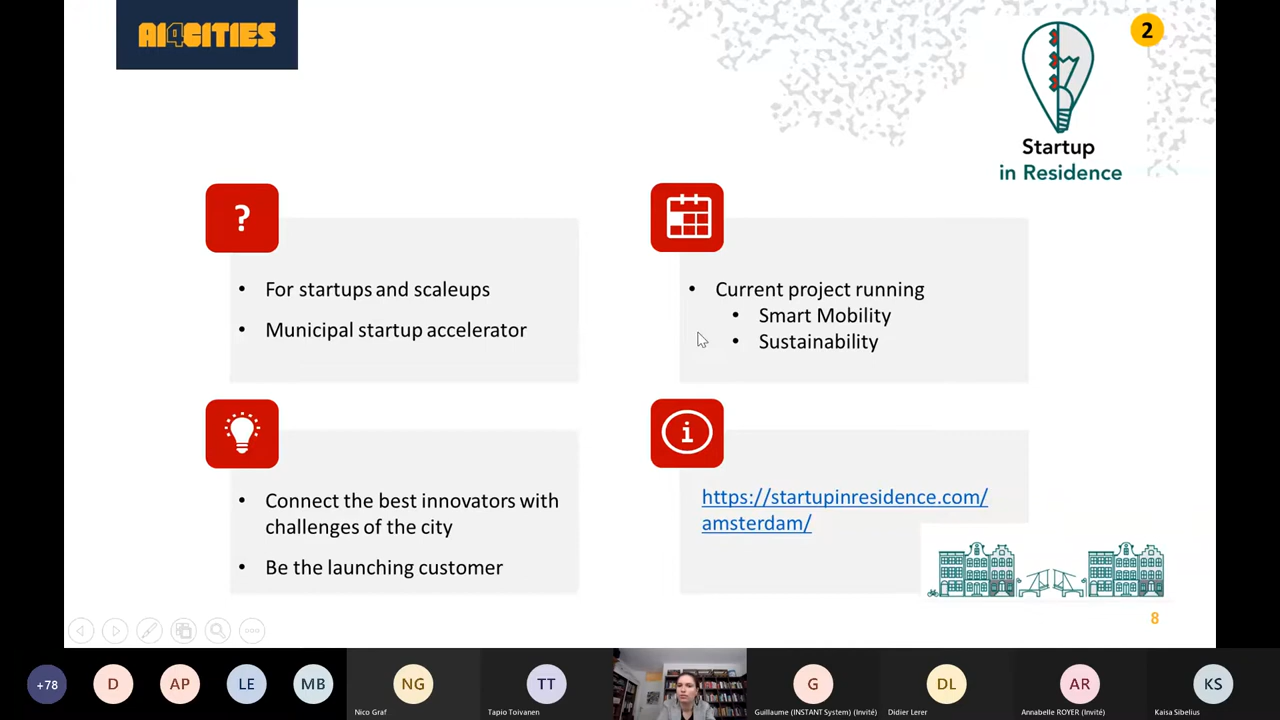 AI4CITIES
2
Startup
in Residence
?
• For startups and scaleups
• Municipal startup accelerator
• Current project running
• Smart Mobility
• Sustainability
• Connect the best innovators with
challenges of the city
• Be the launching customer
i
https://startupinresidence.com/
amsterdam/
8
+78
D
AP
LE
MB
NG
Nico Graf
TT
Tapio Toivanen
G
Guillaume (INSTANT System) (Invité)
DL
Didier Lerer
AR
Annabelle ROYER (Invité)
KS
Kaisa Sibelius